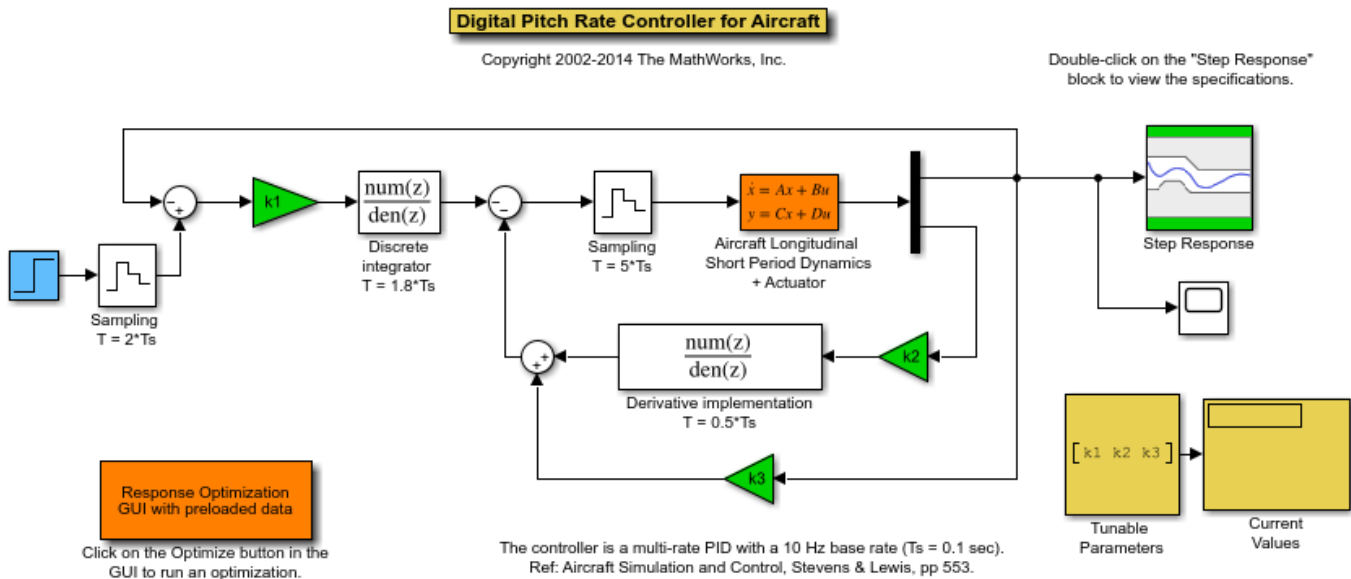 Digital Pitch Rate Controller for Aircraft
Copyright 2002-2014 The MathWorks, Inc.
Double-click on the "Step Response"
block to view the specifications.
k1
num(z)
den(z)
Discrete
integrator
T = 1.8*Ts
Sampling
T = 2*Ts
Sampling
T = 5*Ts
ẋ = Ax + Bu
y = Cx + Du
Aircraft Longitudinal
Short Period Dynamics
+ Actuator
Step Response
num(z)
den(z)
Derivative implementation
T = 0.5*Ts
k2
k3
[k1 k2 k3]
Tunable
Parameters
Current
Values
Response Optimization
GUI with preloaded data
Click on the Optimize button in the
GUI to run an optimization.
The controller is a multi-rate PID with a 10 Hz base rate (Ts = 0.1 sec).
Ref: Aircraft Simulation and Control, Stevens & Lewis, pp 553.